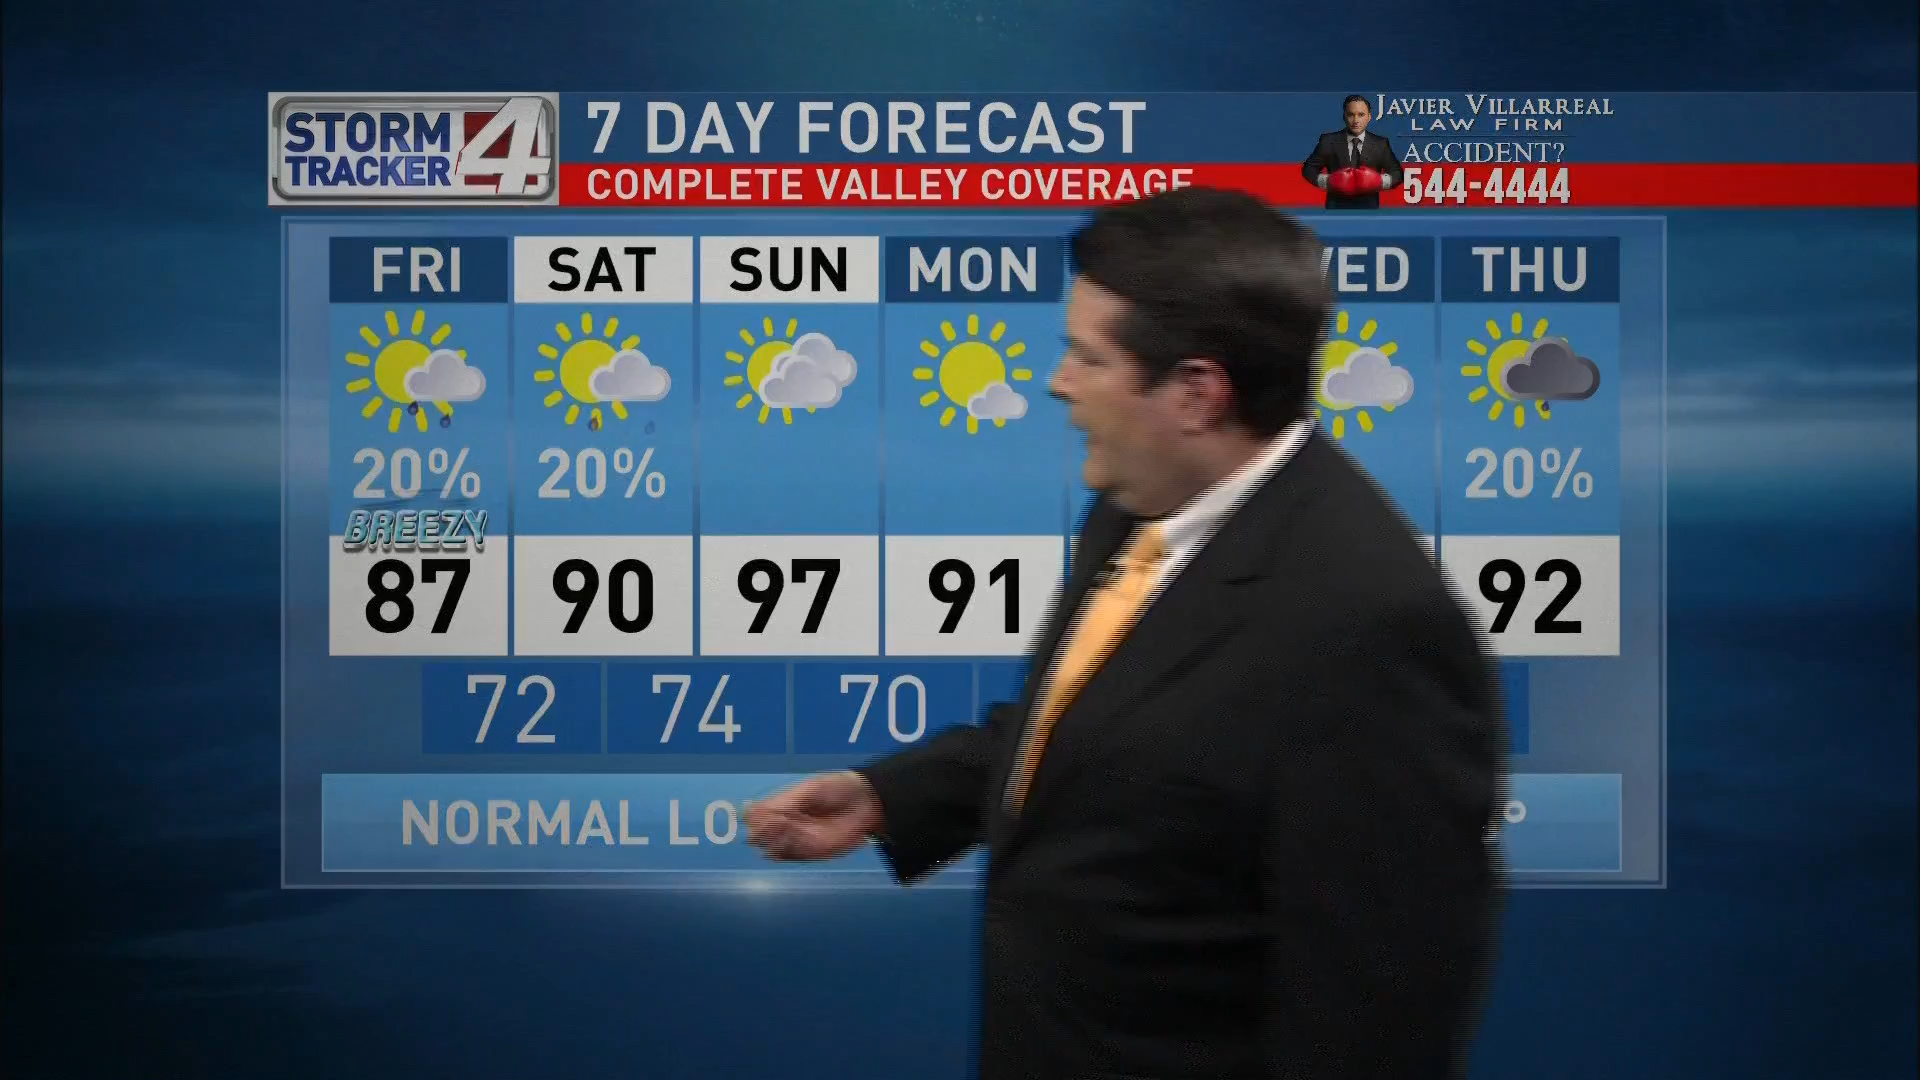 STORM TRACKER 4
7 DAY FORECAST
COMPLETE VALLEY COVERAGE
JAVIER VILLARREAL
LAW FIRM
ACCIDENT?
544-4444
FRI SAT SUN MON THU
20% 20% 20%
BREEZY
87 90 97 91 92
72 74 70
NORMAL